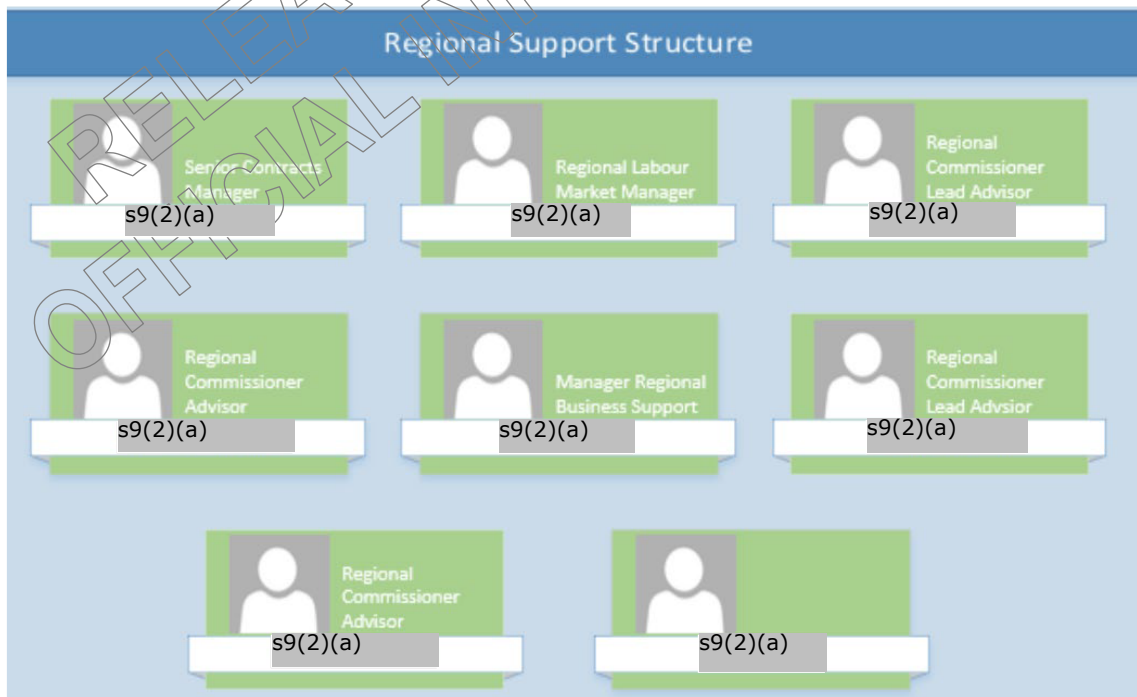 Regional Support Structure
Senior Contracts
Manager
s9(2)(a)
Regional Labour
Market Manager
s9(2)(a)
Regional
Commissioner
Lead Advisor
s9(2)(a)
Regional
Commissioner
Advisor
s9(2)(a)
Manager Regional
Business Support
s9(2)(a)
Regional
Commissioner
Lead Advsior
s9(2)(a)
Regional
Commissioner
Advisor
s9(2)(a)
s9(2)(a)
OFFICIAL